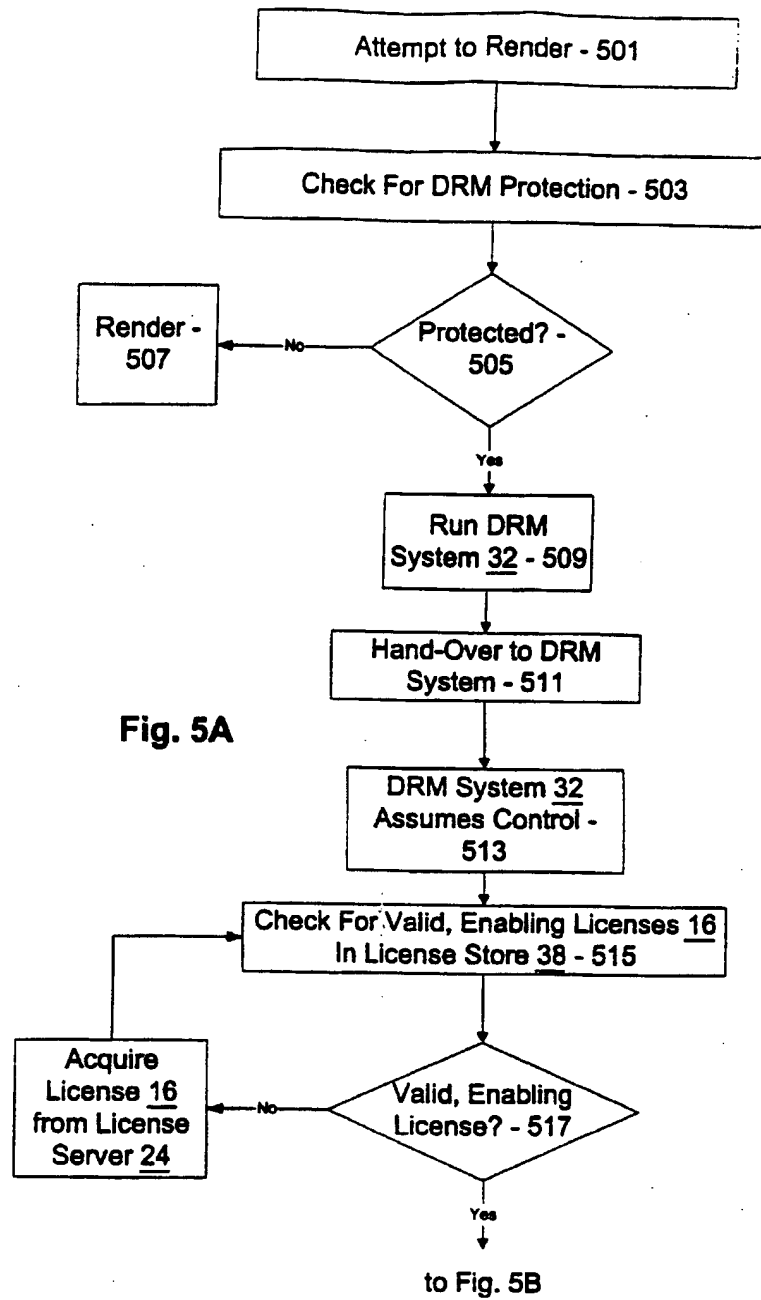 Attempt to Render - 501
Check For DRM Protection - 503
Render -
507
No
Protected? -
505
Yes
Run DRM
System 32 - 509
Hand-Over to DRM
System - 511
Fig. 5A
DRM System 32
Assumes Control -
513
Check For Valid, Enabling Licenses 16
In License Store 38 - 515
Acquire
License 16
from License
Server 24
No
Valid, Enabling
License? - 517
Yes
to Fig. 5B